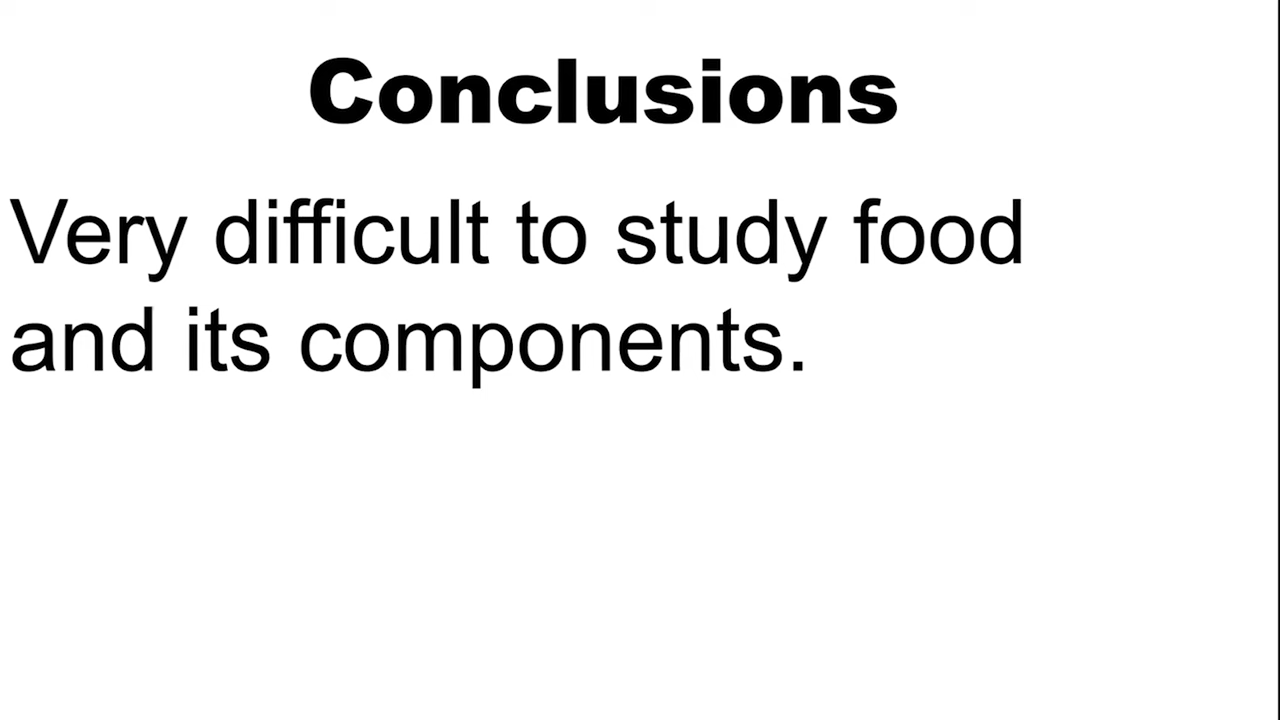 Conclusions
Very difficult to study food
and its components.